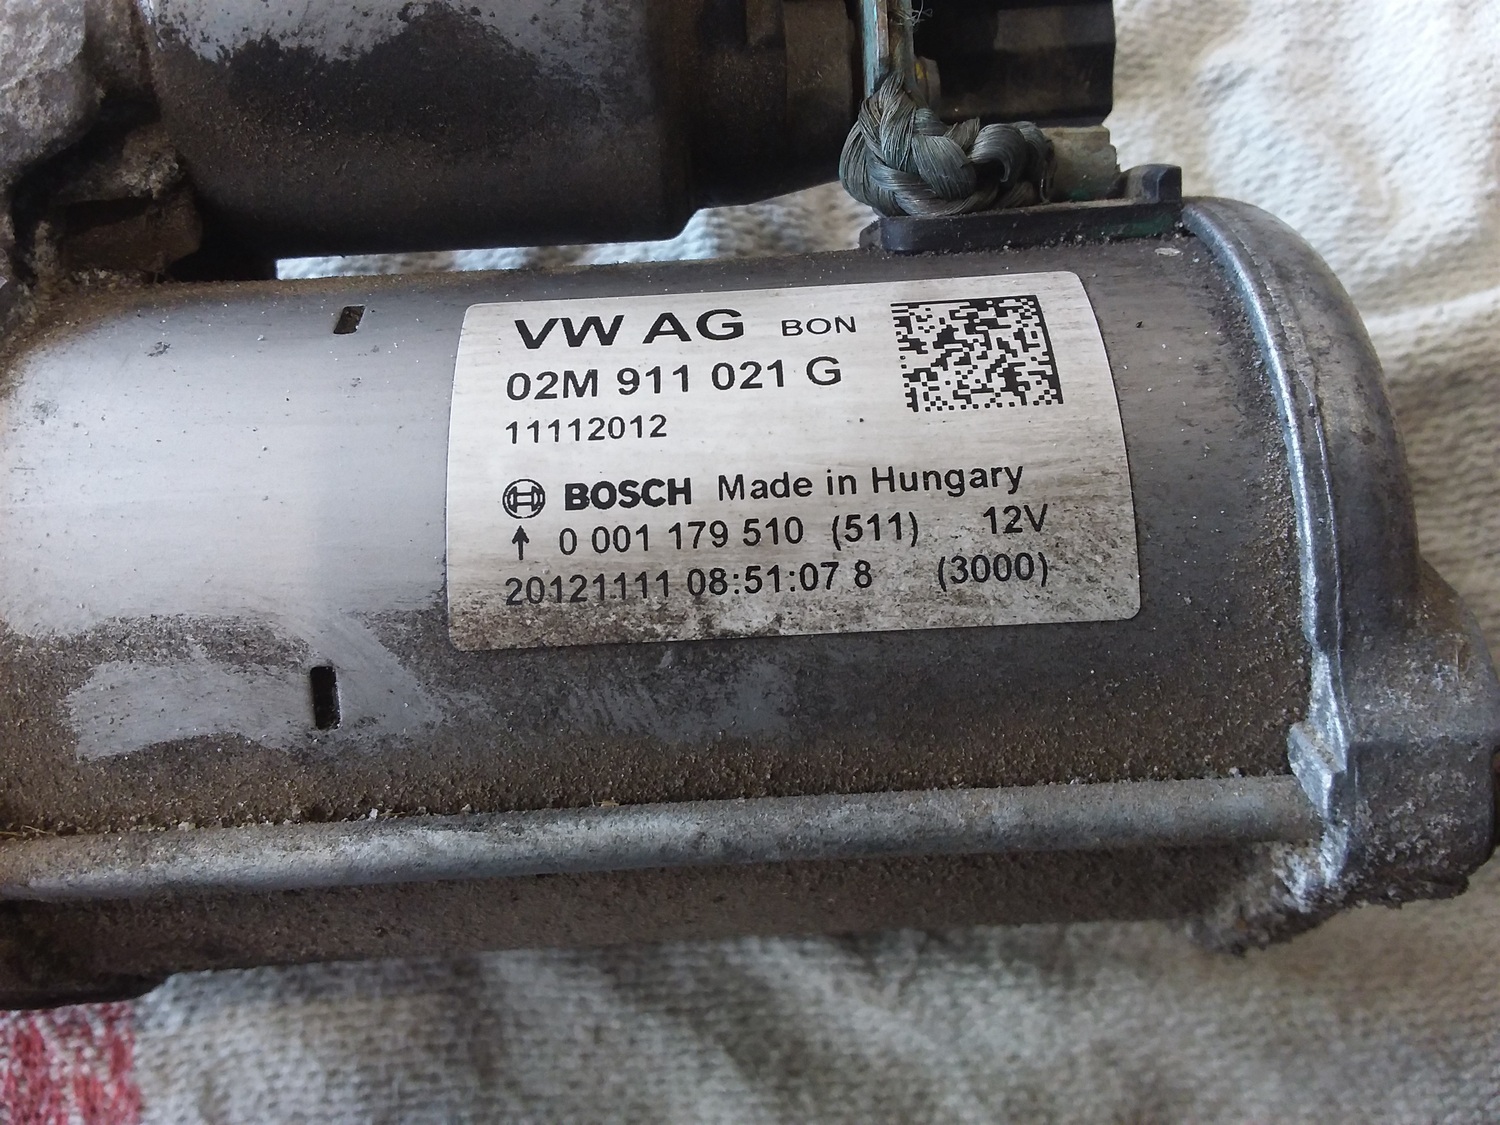 VW AG BON
02M 911 021 G
11112012
BOSCH Made in Hungary
↑ 0 001 179 510 (511) 12V
20121111 08:51:07 8 (3000)